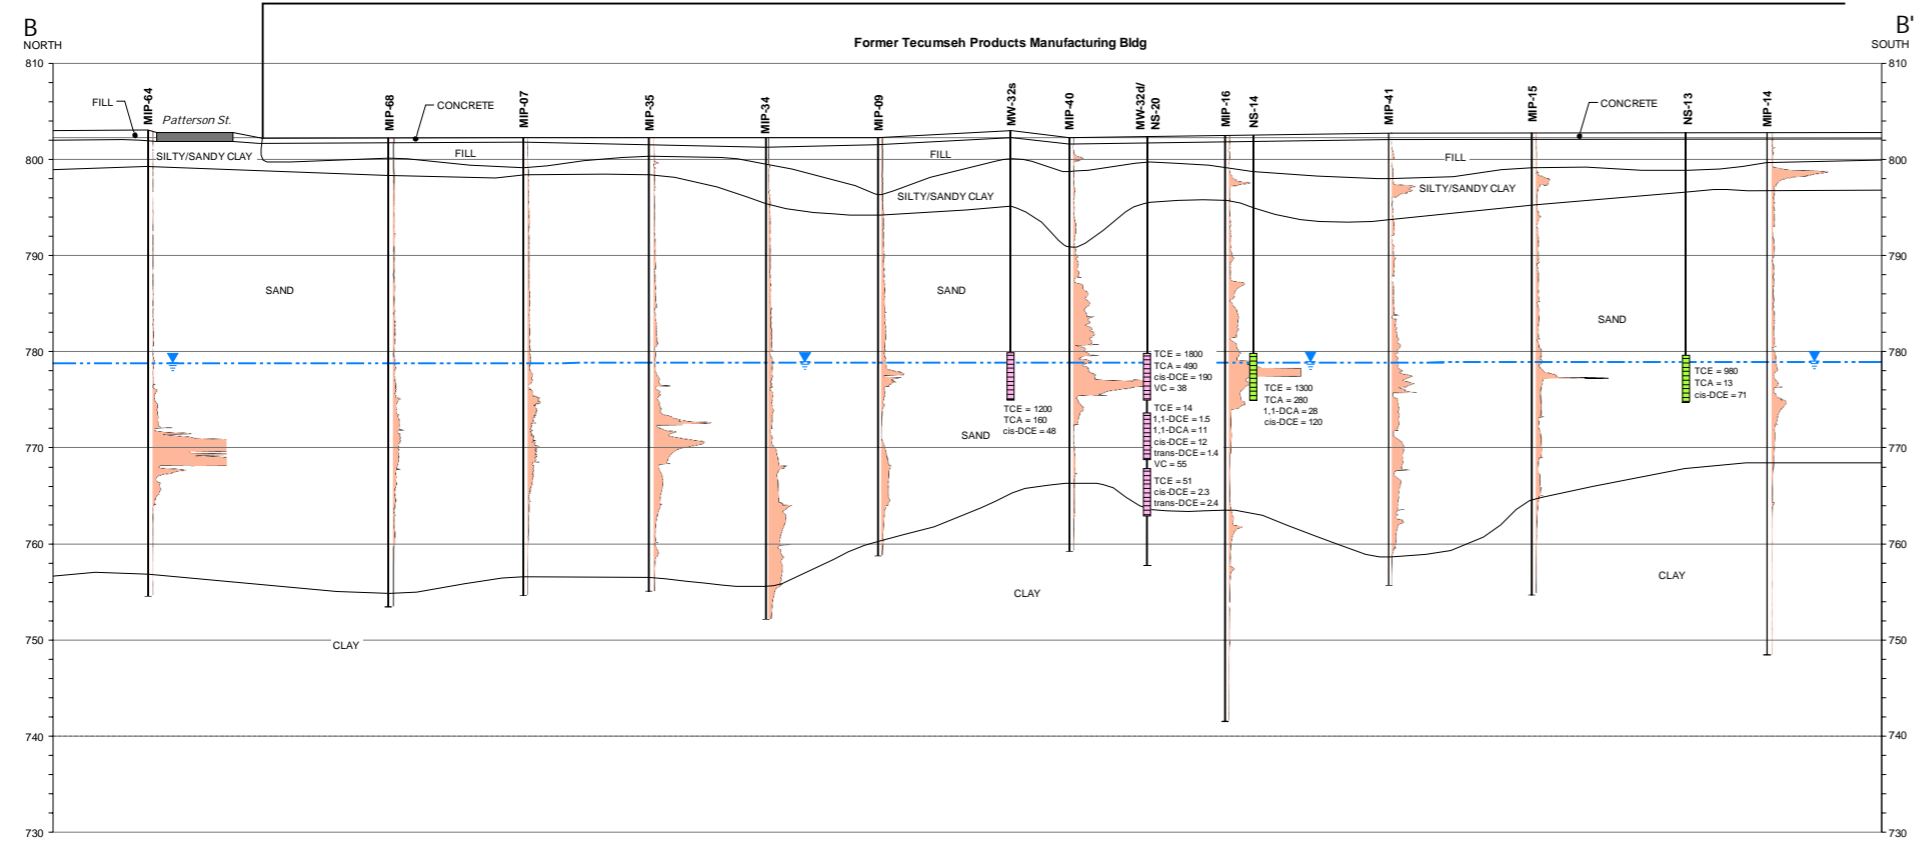 B
NORTH
B'
SOUTH
Former Tecumseh Products Manufacturing Bldg
810
800
790
780
770
760
750
740
730
810
800
790
780
770
760
750
740
730
FILL
MIP-64
Patterson St.
MIP-68
CONCRETE
MIP-07
MIP-35
MIP-34
MIP-09
MW-32s
MIP-40
MW-32d/
NS-20
MIP-16
NS-14
MIP-41
MIP-15
CONCRETE
NS-13
MIP-14
SILTY/SANDY CLAY
FILL
FILL
FILL
SILTY/SANDY CLAY
SILTY/SANDY CLAY
SAND
SAND
SAND
SAND
TCE = 1200
TCA = 160
cis-DCE = 48
TCE = 1800
TCA = 490
cis-DCE = 190
VC = 38
TCE = 14
1,1-DCE = 1.5
1,1-DCA = 11
cis-DCE = 12
trans-DCE = 1.4
VC = 55
TCE = 51
cis-DCE = 2.3
trans-DCE = 2.4
TCE = 1300
TCA = 280
1,1-DCA = 28
cis-DCE = 120
TCE = 980
TCA = 13
cis-DCE = 71
CLAY
CLAY
CLAY